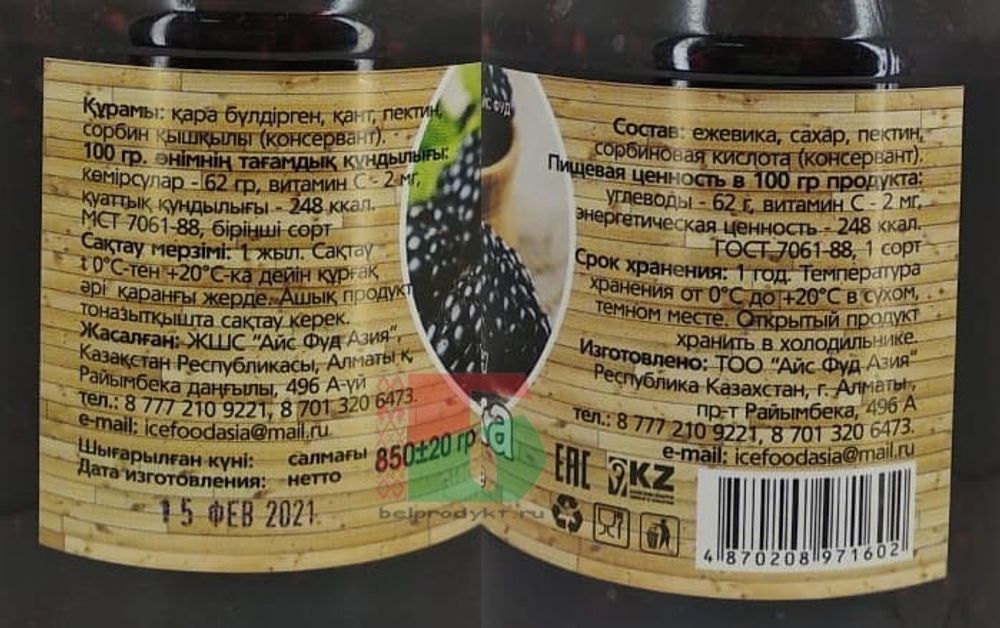 Құрамы: қара бүлдірген, қант, пектин,
сорбин қышқылы (консервант).
100 гр. өнімнің тағамдық құндылығы:
көмірсулар - 62 гр, витамин С - 2 мг,
қуаттық құндылығы - 248 ккал.
МСТ 7061-88, бірінші сорт
Сақтау мерзімі: 1 жыл. Сақтау
t 0°С-тен +20°С-ка дейін құрғақ
әрі қараңғы жерде. Ашық продукт
тоназытқышта сақтау керек.
Жасалған: ЖШС "Айс Фуд Азия",
Казақстан Республикасы, Алматы қ,
Райымбека даңғылы, 496 А-үй
тел.: 8 777 210 9221, 8 701 320 6473.
e-mail: icefoodasia@mail.ru
Шығарылған күні: салмағы
Дата изготовления: нетто
850±20 гр
15 ФЕВ 2021
йс ФУД
Состав: ежевика, сахар, пектин,
сорбиновая кислота (консервант).
Пищевая ценность в 100 гр продукта:
углеводы - 62 г, витамин С - 2 мг,
энергетическая ценность - 248 ккал.
ГОСТ 7061-88, 1 сорт
Срок хранения: 1 год. Температура
хранения от 0°С до +20°С в сухом,
темном месте. Открытый продукт
хранить в холодильнике.
Изготовлено: ТОО "Айс Фуд Азия"
Республика Казахстан, г. Алматы,
пр-т Райымбека, 496 А
тел.: 8 777 210 9221, 8 701 320 6473.
e-mail: icefoodasia@mail.ru
EAC KZ
4 870208 971602
belprodykt.ru